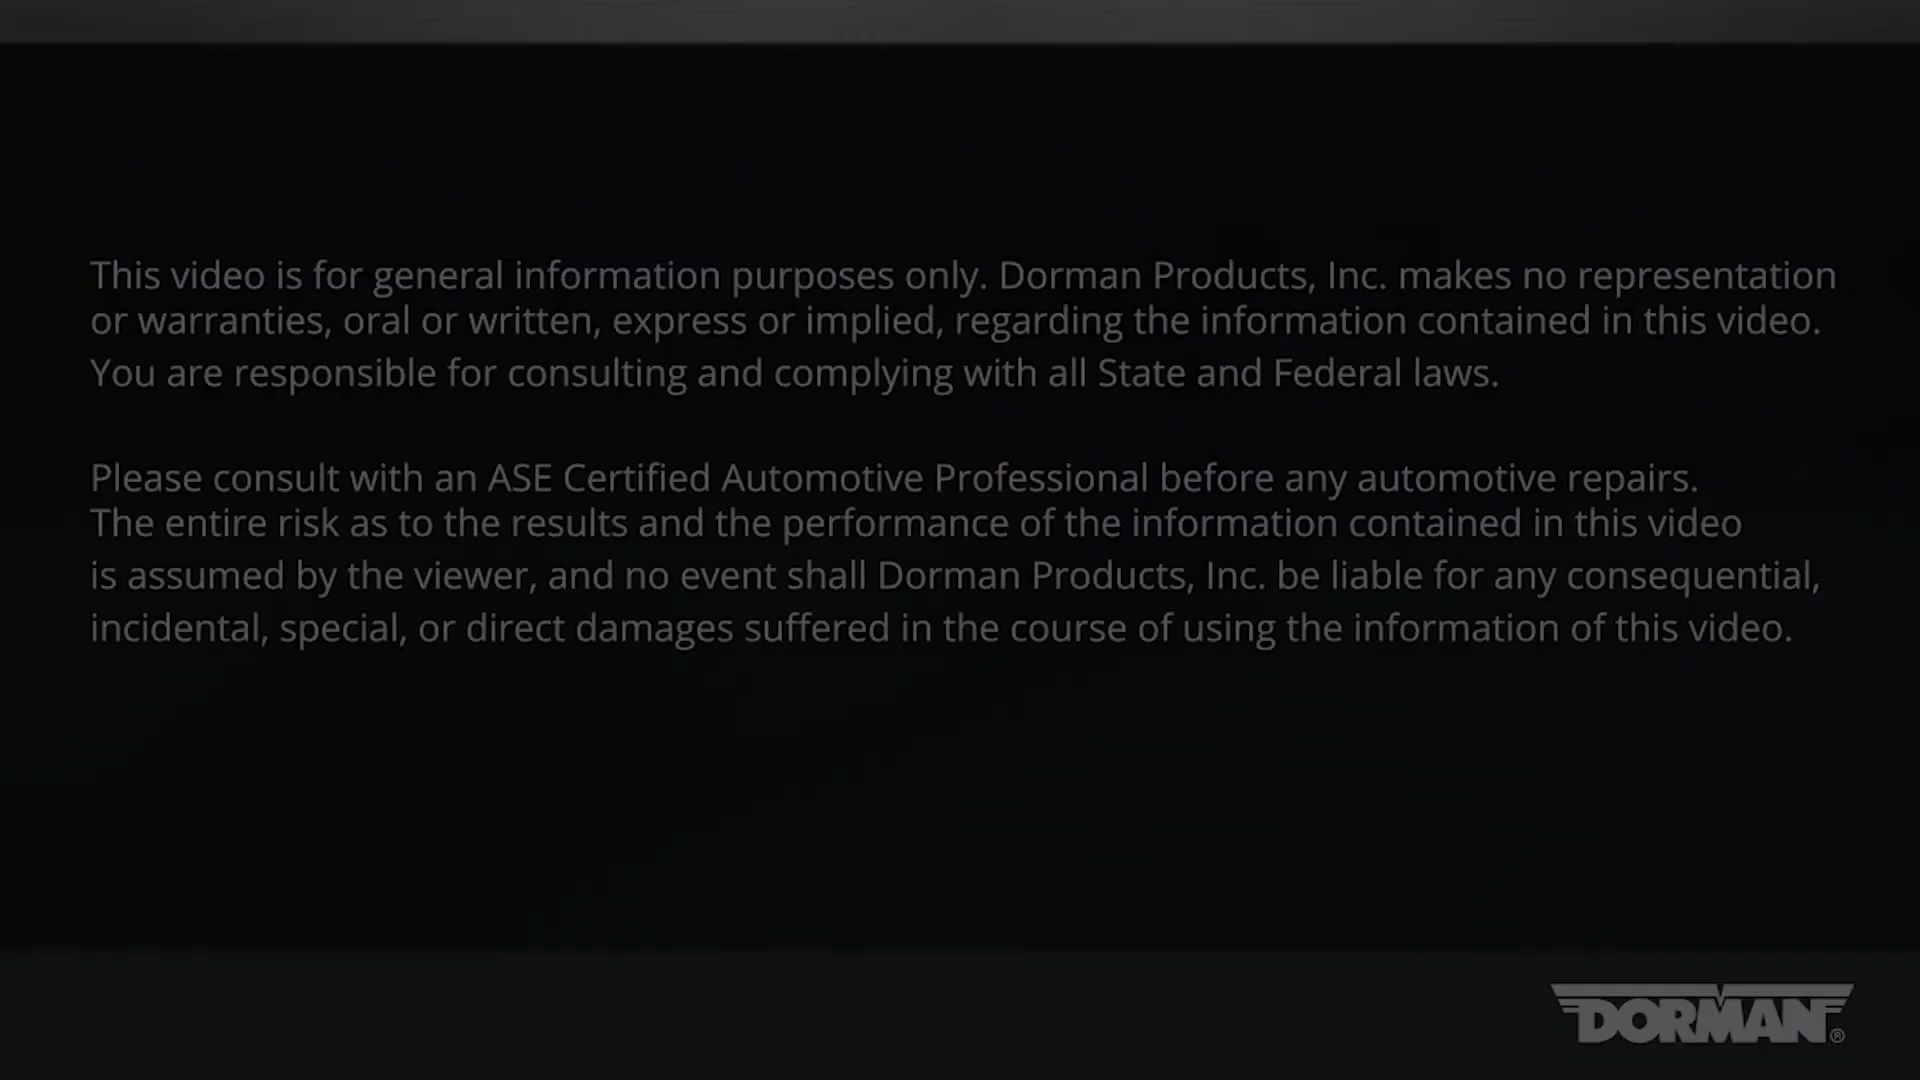 This video is for general information purposes only. Dorman Products, Inc. makes no representation
or warranties, oral or written, express or implied, regarding the information contained in this video.
You are responsible for consulting and complying with all State and Federal laws.
Please consult with an ASE Certified Automotive Professional before any automotive repairs.
The entire risk as to the results and the performance of the information contained in this video
is assumed by the viewer, and no event shall Dorman Products, Inc. be liable for any consequential,
incidental, special, or direct damages suffered in the course of using the information of this video.
DORMAN®